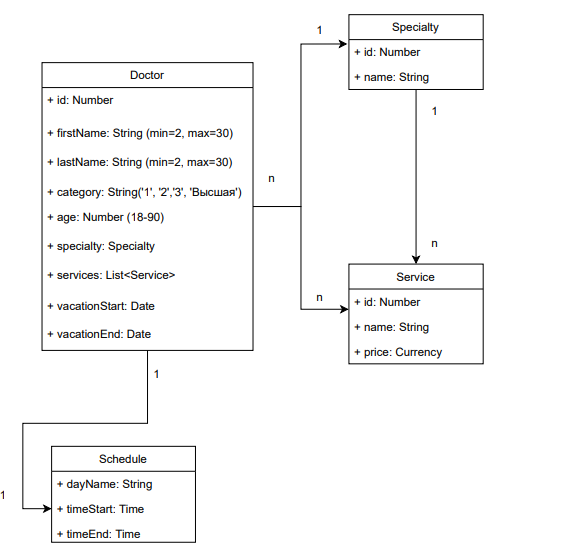 Specialty
+ id: Number
+ name: String
1
Doctor
+ id: Number
+ firstName: String (min=2, max=30)
+ lastName: String (min=2, max=30)
+ category: String('1', '2','3', 'Высшая')
+ age: Number (18-90)
+ specialty: Specialty
+ services: List<Service>
+ vacationStart: Date
+ vacationEnd: Date
n
1
n
n
Service
+ id: Number
+ name: String
+ price: Currency
1
1
Schedule
+ dayName: String
+ timeStart: Time
+ timeEnd: Time